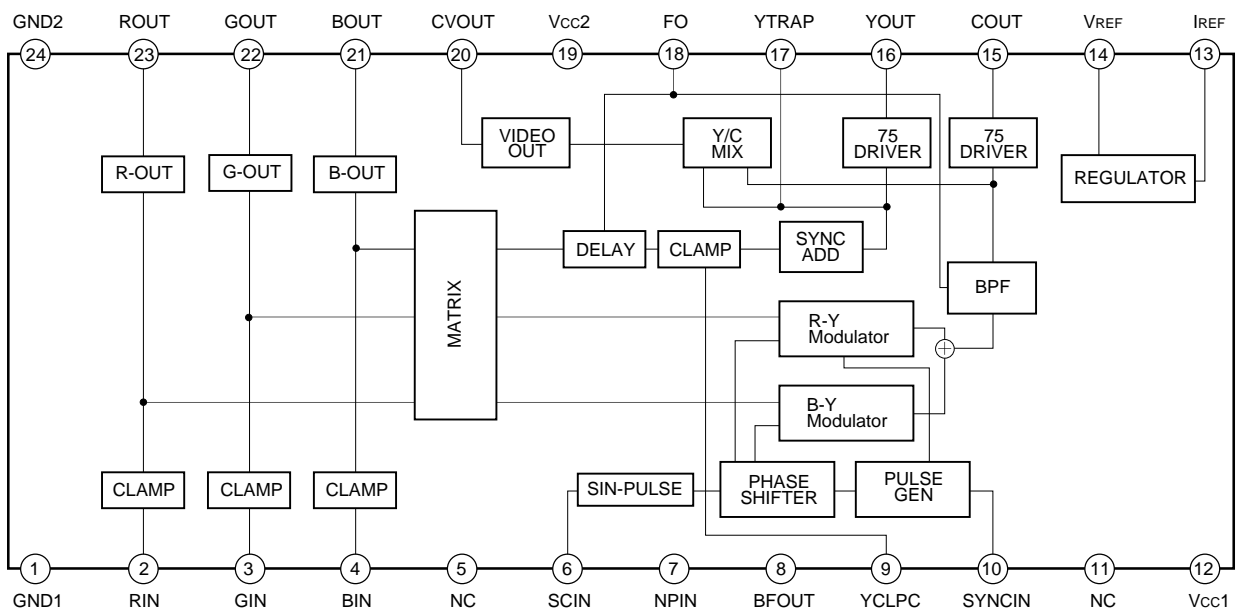 GND2 ROUT GOUT BOUT CVOUT VCC2 FO YTRAP YOUT COUT VREF IREF
24 23 22 21 20 19 18 17 16 15 14 13
VIDEO OUT
Y/C MIX
75 DRIVER
75 DRIVER
R-OUT
G-OUT
B-OUT
REGULATOR
MATRIX
DELAY
CLAMP
SYNC ADD
BPF
R-Y Modulator
B-Y Modulator
CLAMP
CLAMP
CLAMP
SIN-PULSE
PHASE SHIFTER
PULSE GEN
1 2 3 4 5 6 7 8 9 10 11 12
GND1 RIN GIN BIN NC SCIN NPIN BFOUT YCLPC SYNCIN NC VCC1